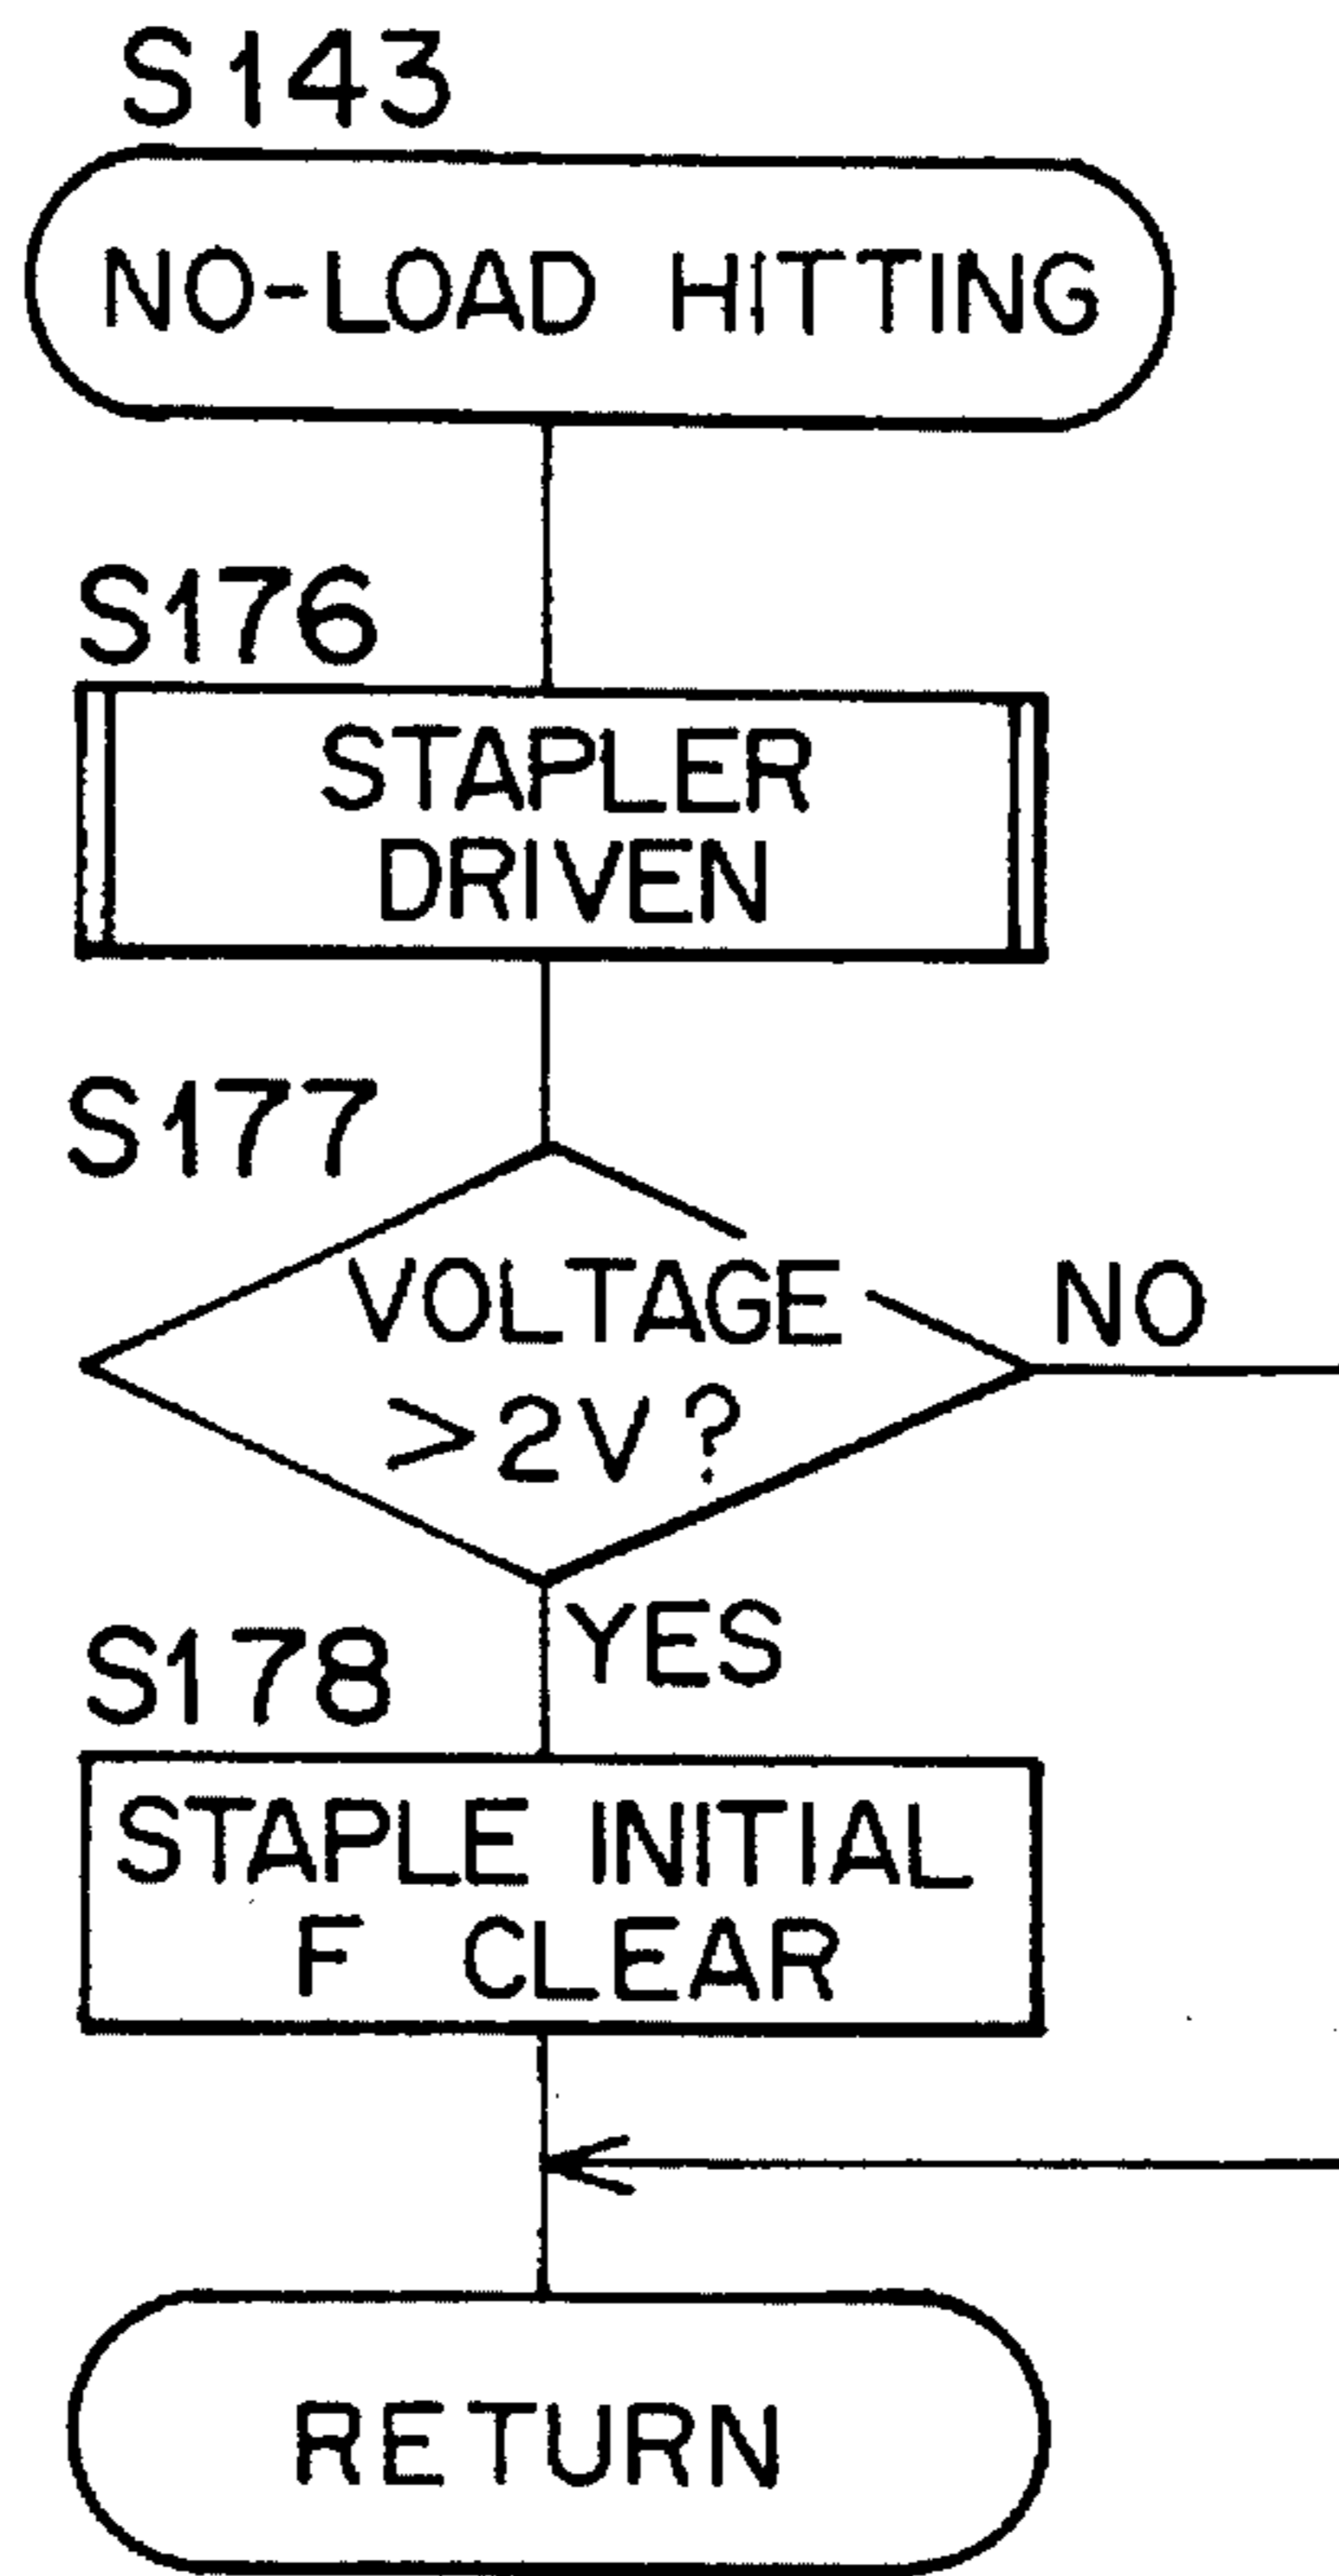 S143
NO-LOAD HITTING
S176
STAPLER
DRIVEN
S177
VOLTAGE
>2V?
NO
YES
S178
STAPLE INITIAL
F CLEAR
RETURN